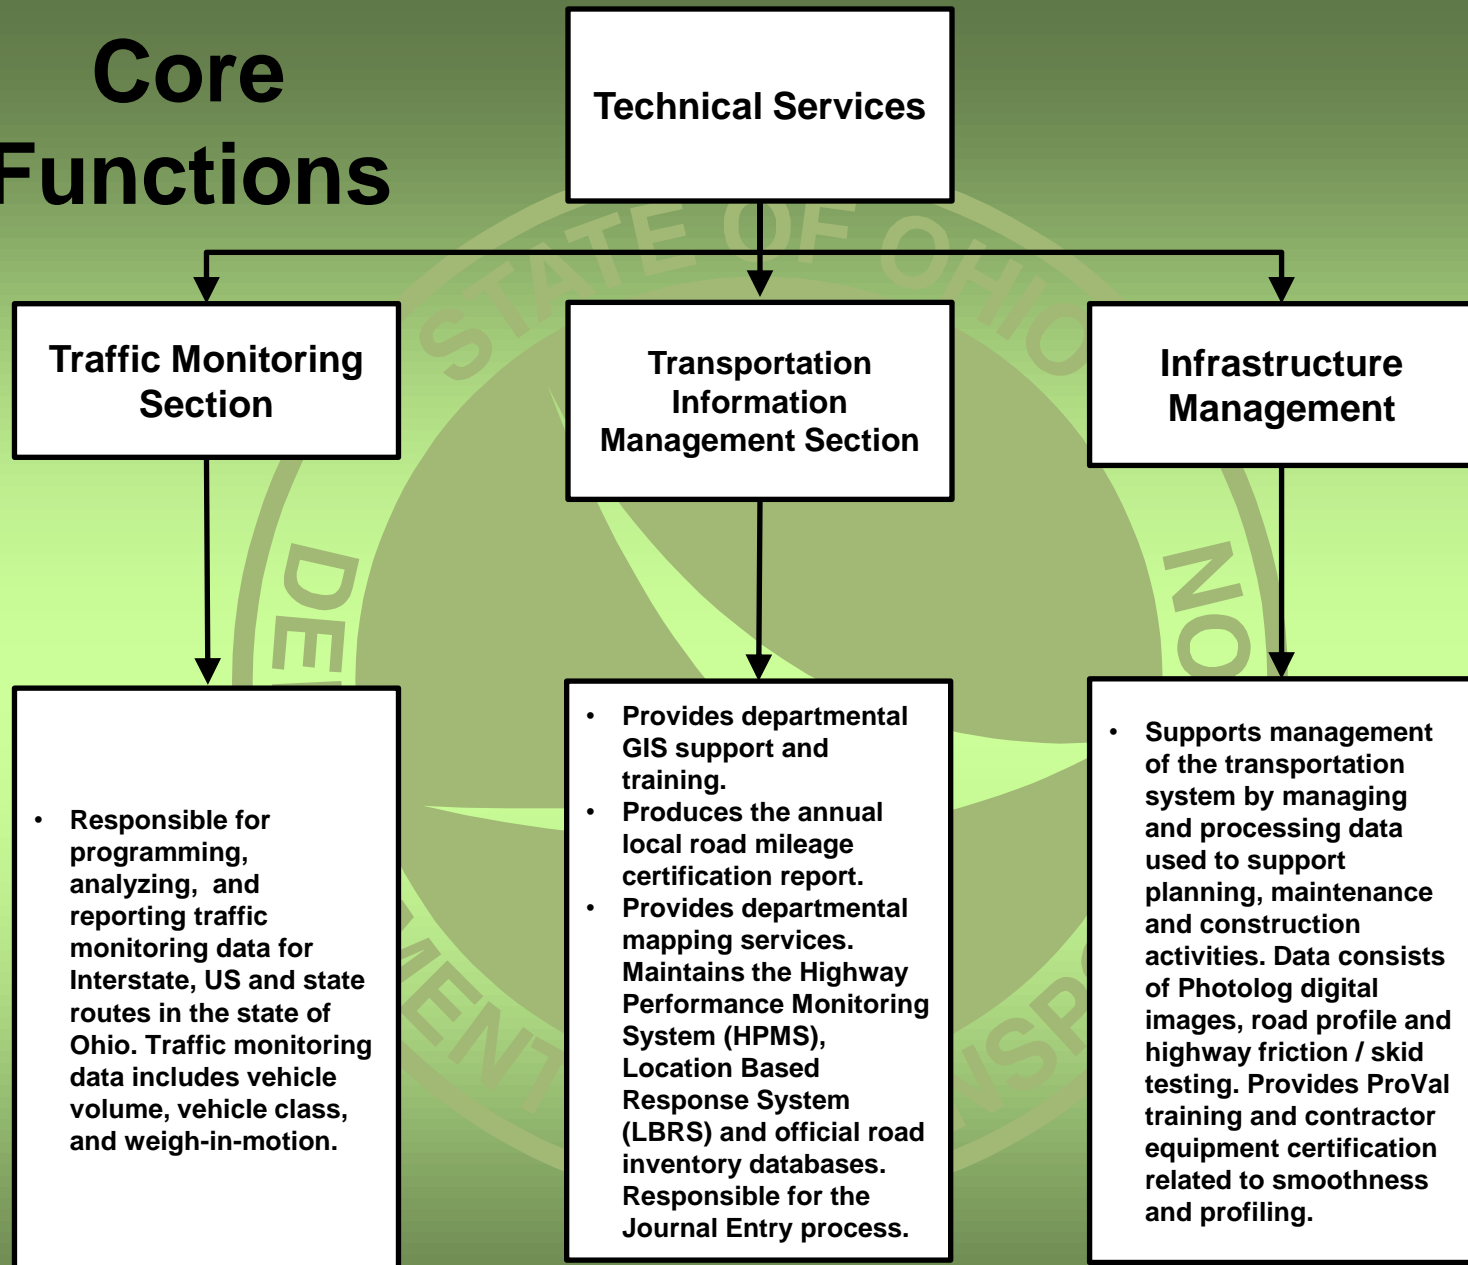 Core
Functions
Technical Services
Traffic Monitoring
Section
Transportation
Information
Management Section
Infrastructure
Management
• Responsible for
programming,
analyzing,  and
reporting traffic
monitoring data for
Interstate, US and state
routes in the state of
Ohio. Traffic monitoring
data includes vehicle
volume, vehicle class,
and weigh-in-motion.
• Provides departmental
GIS support and
training.
• Produces the annual
local road mileage
certification report.
• Provides departmental
mapping services.
Maintains the Highway
Performance Monitoring
System (HPMS),
Location Based
Response System
(LBRS) and official road
inventory databases.
Responsible for the
Journal Entry process.
• Supports management
of the transportation
system by managing
and processing data
used to support
planning, maintenance
and construction
activities. Data consists
of Photolog digital
images, road profile and
highway friction / skid
testing. Provides ProVal
training and contractor
equipment certification
related to smoothness
and profiling.
STATE OF OHIO